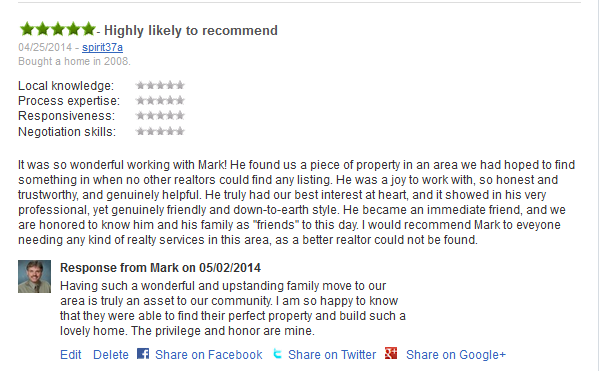 - Highly likely to recommend
04/25/2014 - spirit37a
Bought a home in 2008.
Local knowledge:
Process expertise:
Responsiveness:
Negotiation skills:
It was so wonderful working with Mark! He found us a piece of property in an area we had hoped to find
something in when no other realtors could find any listing. He was a joy to work with, so honest and
trustworthy, and genuinely helpful. He truly had our best interest at heart, and it showed in his very
professional, yet genuinely friendly and down-to-earth style. He became an immediate friend, and we
are honored to know him and his family as "friends" to this day. I would recommend Mark to eveyone
needing any kind of realty services in this area, as a better realtor could not be found.
Response from Mark on 05/02/2014
Having such a wonderful and upstanding family move to our
area is truly an asset to our community. I am so happy to know
that they were able to find their perfect property and build such a
lovely home. The privilege and honor are mine.
Edit Delete Share on Facebook Share on Twitter Share on Google+